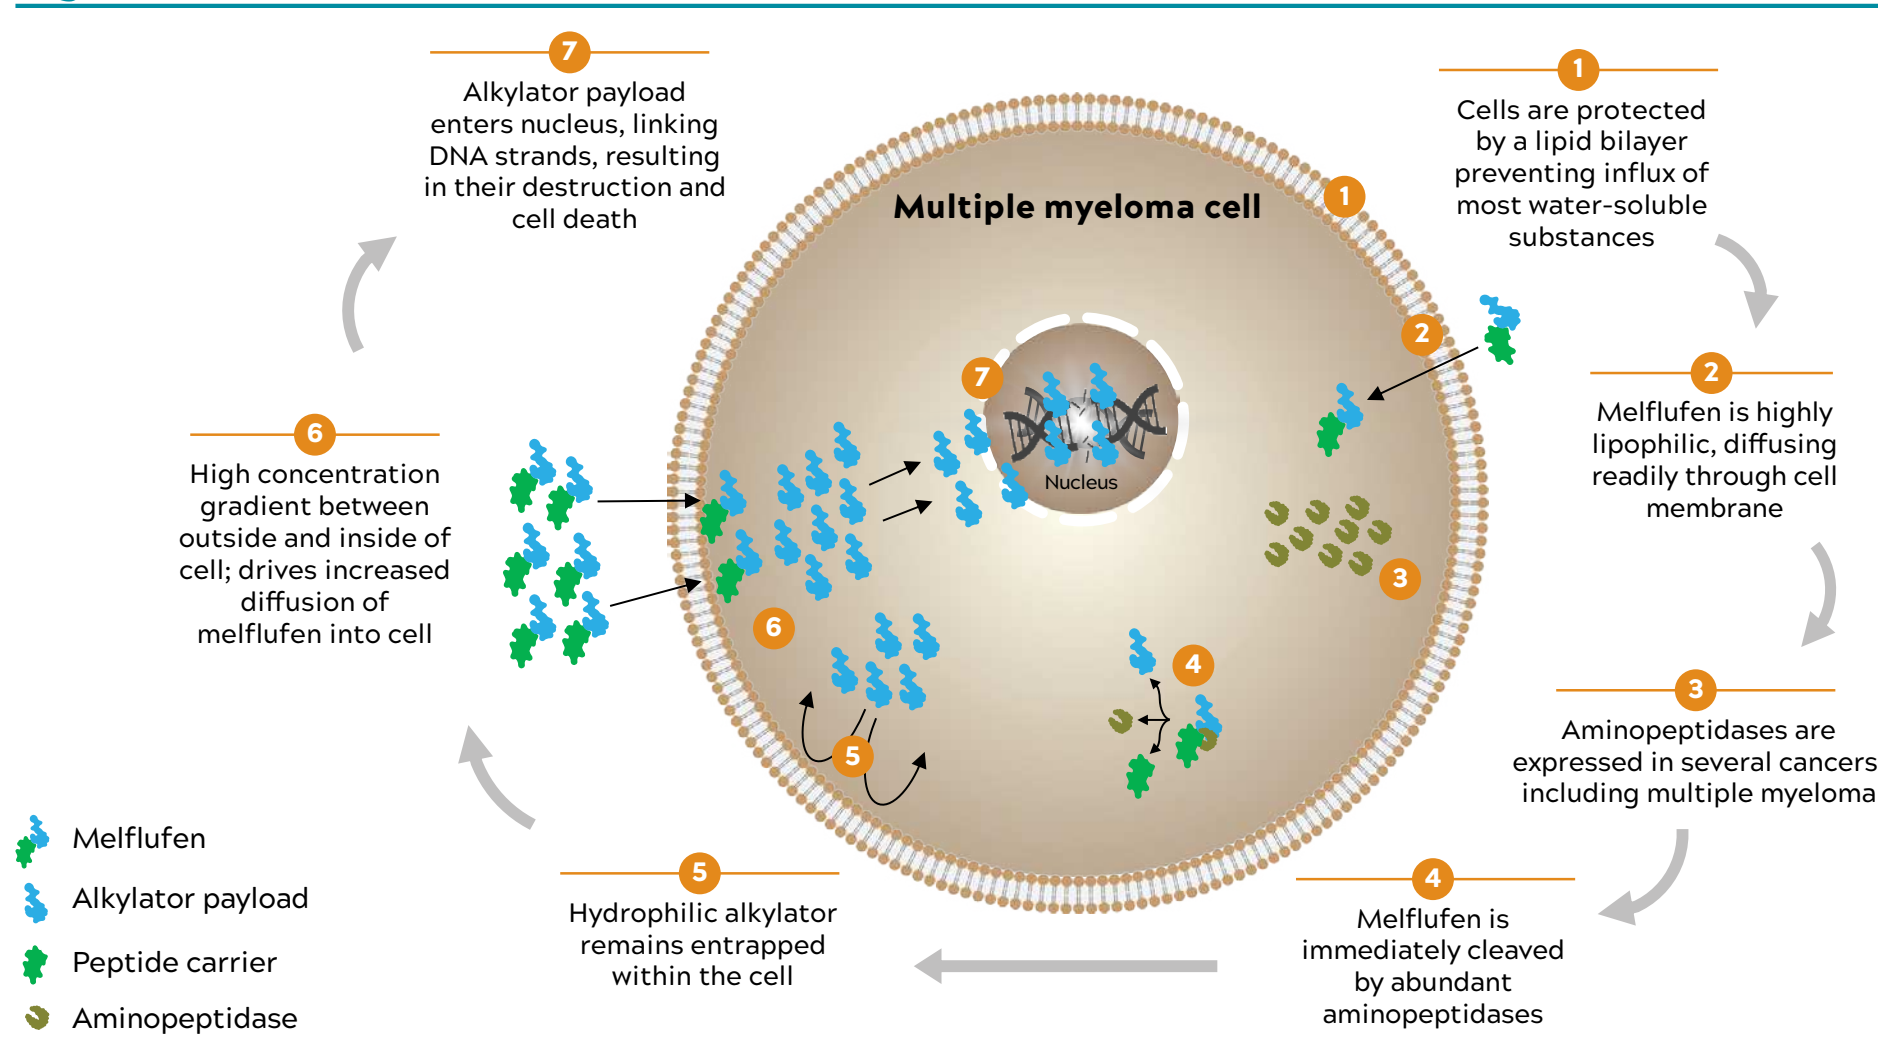 7
Alkylator payload
enters nucleus, linking
DNA strands, resulting
in their destruction and
cell death
1
Cells are protected
by a lipid bilayer
preventing influx of
most water-soluble
substances
Multiple myeloma cell
1
2
7
Nucleus
3
6
4
5
2
Melflufen is highly
lipophilic, diffusing
readily through cell
membrane
3
Aminopeptidases are
expressed in several cancers
including multiple myeloma
4
Melflufen is
immediately cleaved
by abundant
aminopeptidases
5
Hydrophilic alkylator
remains entrapped
within the cell
6
High concentration
gradient between
outside and inside of
cell; drives increased
diffusion of
melflufen into cell
Melflufen
Alkylator payload
Peptide carrier
Aminopeptidase